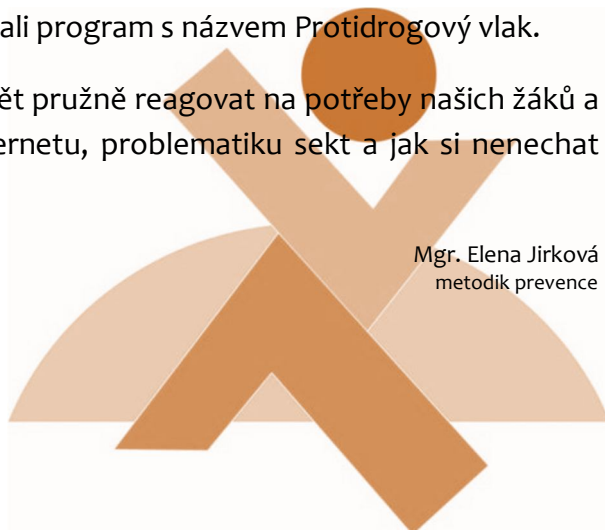 ali program s názvem Protidrogový vlak.
ět pružně reagovat na potřeby našich žáků a
ernetu, problematiku sekt a jak si nenechat
Mgr. Elena Jirková
metodik prevence